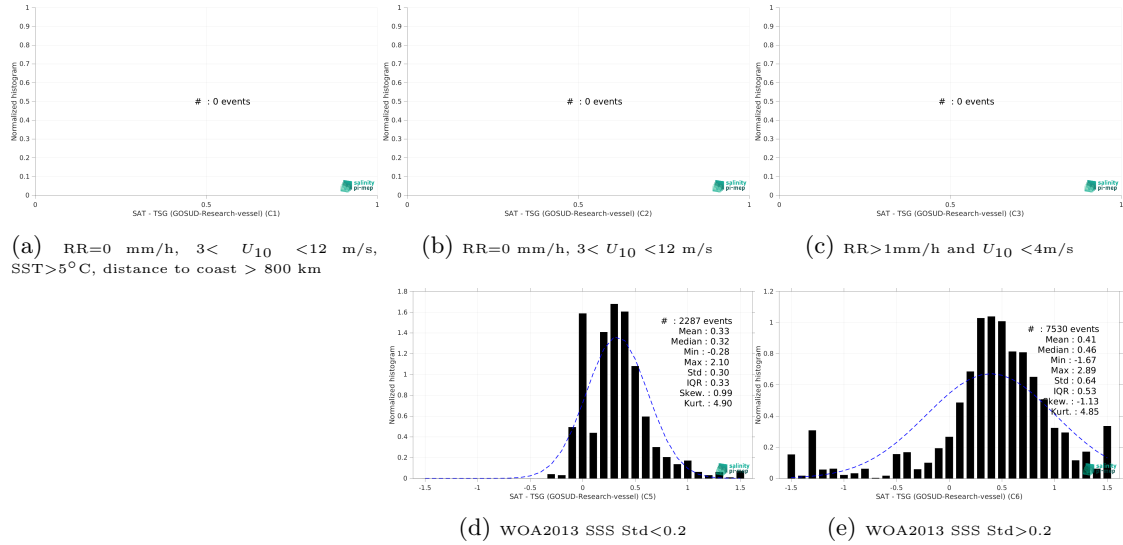 1
0.9
0.8
0.7
0.6
0.5
0.4
0.3
0.2
0.1
0
Normalized histogram
# : 0 events
salinity
pi-mep
0
0.5
1
SAT - TSG (GOSUD-Research-vessel) (C1)
1
0.9
0.8
0.7
0.6
0.5
0.4
0.3
0.2
0.1
0
Normalized histogram
# : 0 events
salinity
pi-mep
0
0.5
1
SAT - TSG (GOSUD-Research-vessel) (C2)
1
0.9
0.8
0.7
0.6
0.5
0.4
0.3
0.2
0.1
0
Normalized histogram
# : 0 events
salinity
pi-mep
0
0.5
1
SAT - TSG (GOSUD-Research-vessel) (C3)
(a) RR=0 mm/h, 3< U10 <12 m/s,
SST>5°C, distance to coast > 800 km
(b) RR=0 mm/h, 3< U10 <12 m/s
(c) RR>1mm/h and U10 <4m/s
1.8
1.6
1.4
1.2
1
0.8
0.6
0.4
0.2
0
Normalized histogram
# : 2287 events
Mean : 0.33
Median : 0.32
Min : -0.28
Max : 2.10
Std : 0.30
IQR : 0.33
Skew. : 0.99
Kurt. : 4.90
salinity
pi-mep
-1.5
-1
-0.5
0
0.5
1
1.5
SAT - TSG (GOSUD-Research-vessel) (C5)
1.2
1
0.8
0.6
0.4
0.2
0
Normalized histogram
# : 7530 events
Mean : 0.41
Median : 0.46
Min : -1.67
Max : 2.89
Std : 0.64
IQR : 0.53
Skew. : -1.13
Kurt. : 4.85
salinity
pi-mep
-1.5
-1
-0.5
0
0.5
1
1.5
SAT - TSG (GOSUD-Research-vessel) (C6)
(d) WOA2013 SSS Std<0.2
(e) WOA2013 SSS Std>0.2